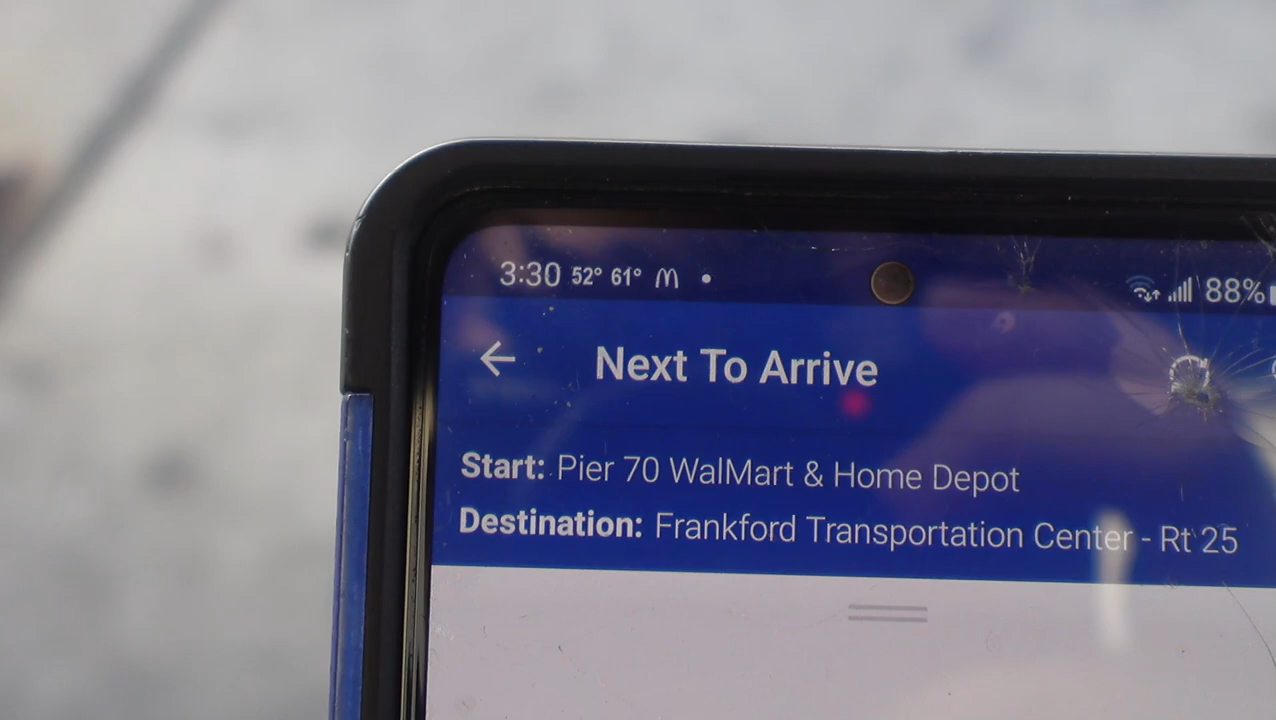 3:30 52° 61° 88%
Next To Arrive
Start: Pier 70 WalMart & Home Depot
Destination: Frankford Transportation Center - Rt 25